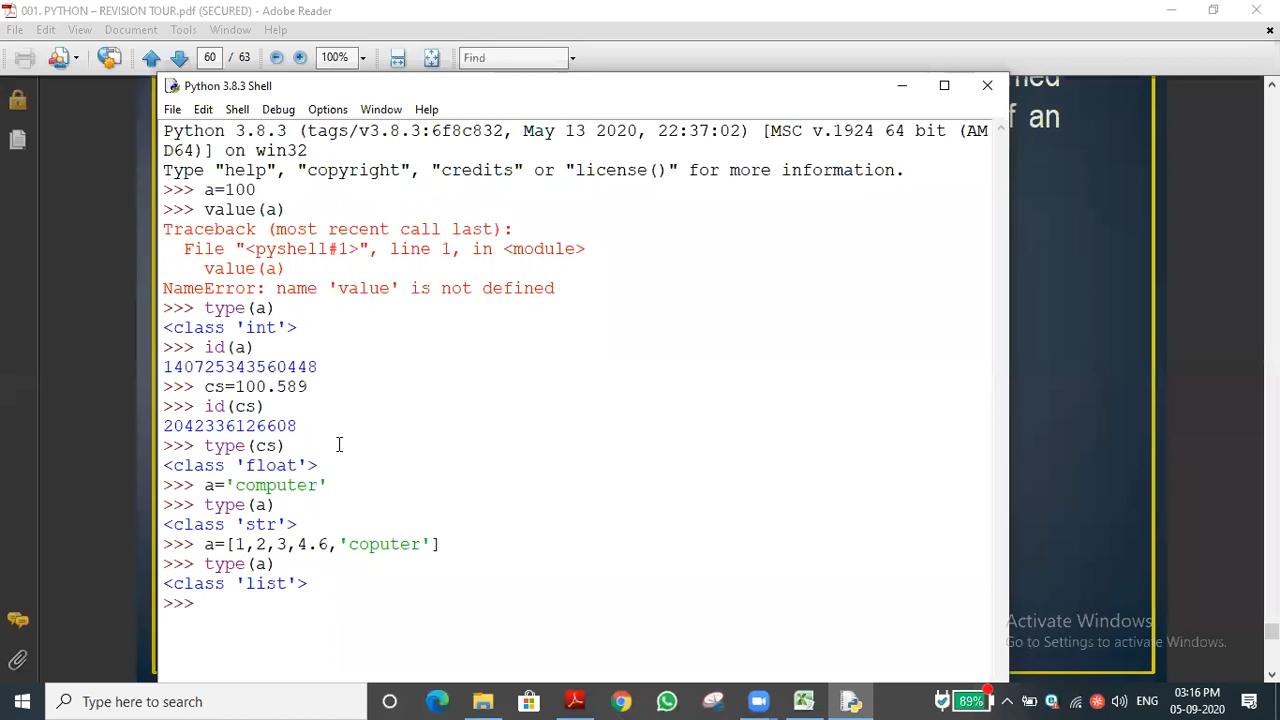 001. PYTHON – REVISION TOUR.pdf (SECURED) - Adobe Reader
File Edit View Document Tools Window Help
60 / 63 100% Find
Python 3.8.3 Shell
File Edit Shell Debug Options Window Help
Python 3.8.3 (tags/v3.8.3:6f8c832, May 13 2020, 22:37:02) [MSC v.1924 64 bit (AM
D64)] on win32
Type "help", "copyright", "credits" or "license()" for more information.
>>> a=100
>>> value(a)
Traceback (most recent call last):
  File "<pyshell#1>", line 1, in <module>
    value(a)
NameError: name 'value' is not defined
>>> type(a)
<class 'int'>
>>> id(a)
140725343560448
>>> cs=100.589
>>> id(cs)
2042336126608
>>> type(cs)
<class 'float'>
>>> a='computer'
>>> type(a)
<class 'str'>
>>> a=[1,2,3,4.6,'coputer']
>>> type(a)
<class 'list'>
>>>
an
Activate Windows
Go to Settings to activate Windows.
Type here to search
89%
ENG
03:16 PM
05-09-2020